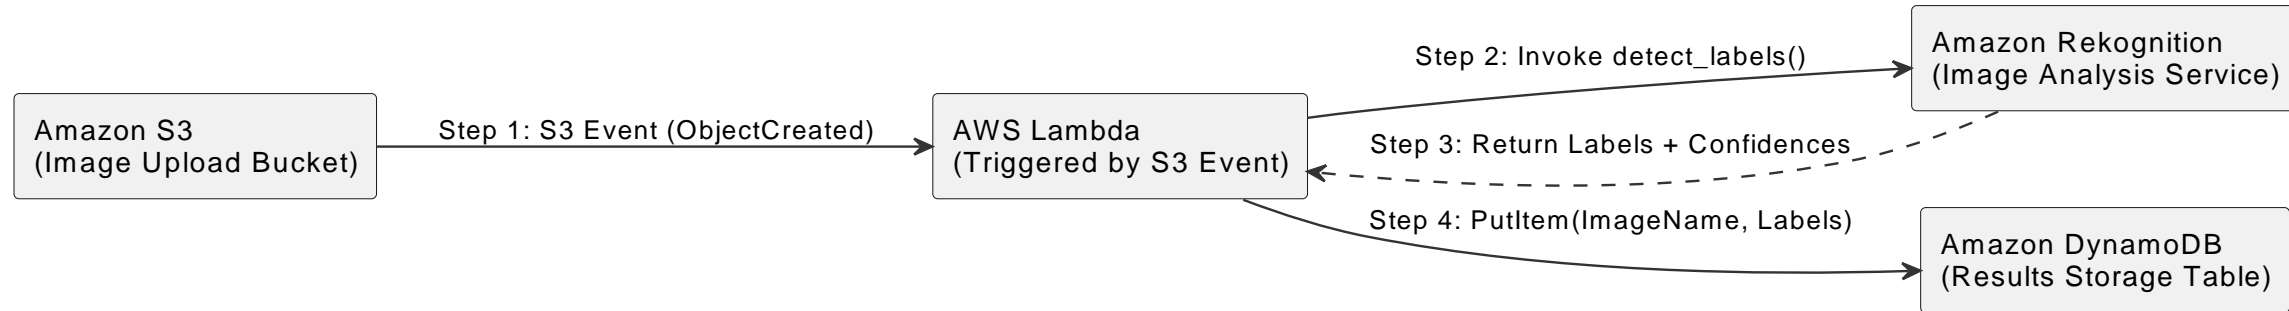 Amazon S3
(Image Upload Bucket)
Step 1: S3 Event (ObjectCreated)
AWS Lambda
(Triggered by S3 Event)
Step 2: Invoke detect_labels()
Amazon Rekognition
(Image Analysis Service)
Step 3: Return Labels + Confidences
Step 4: PutItem(ImageName, Labels)
Amazon DynamoDB
(Results Storage Table)